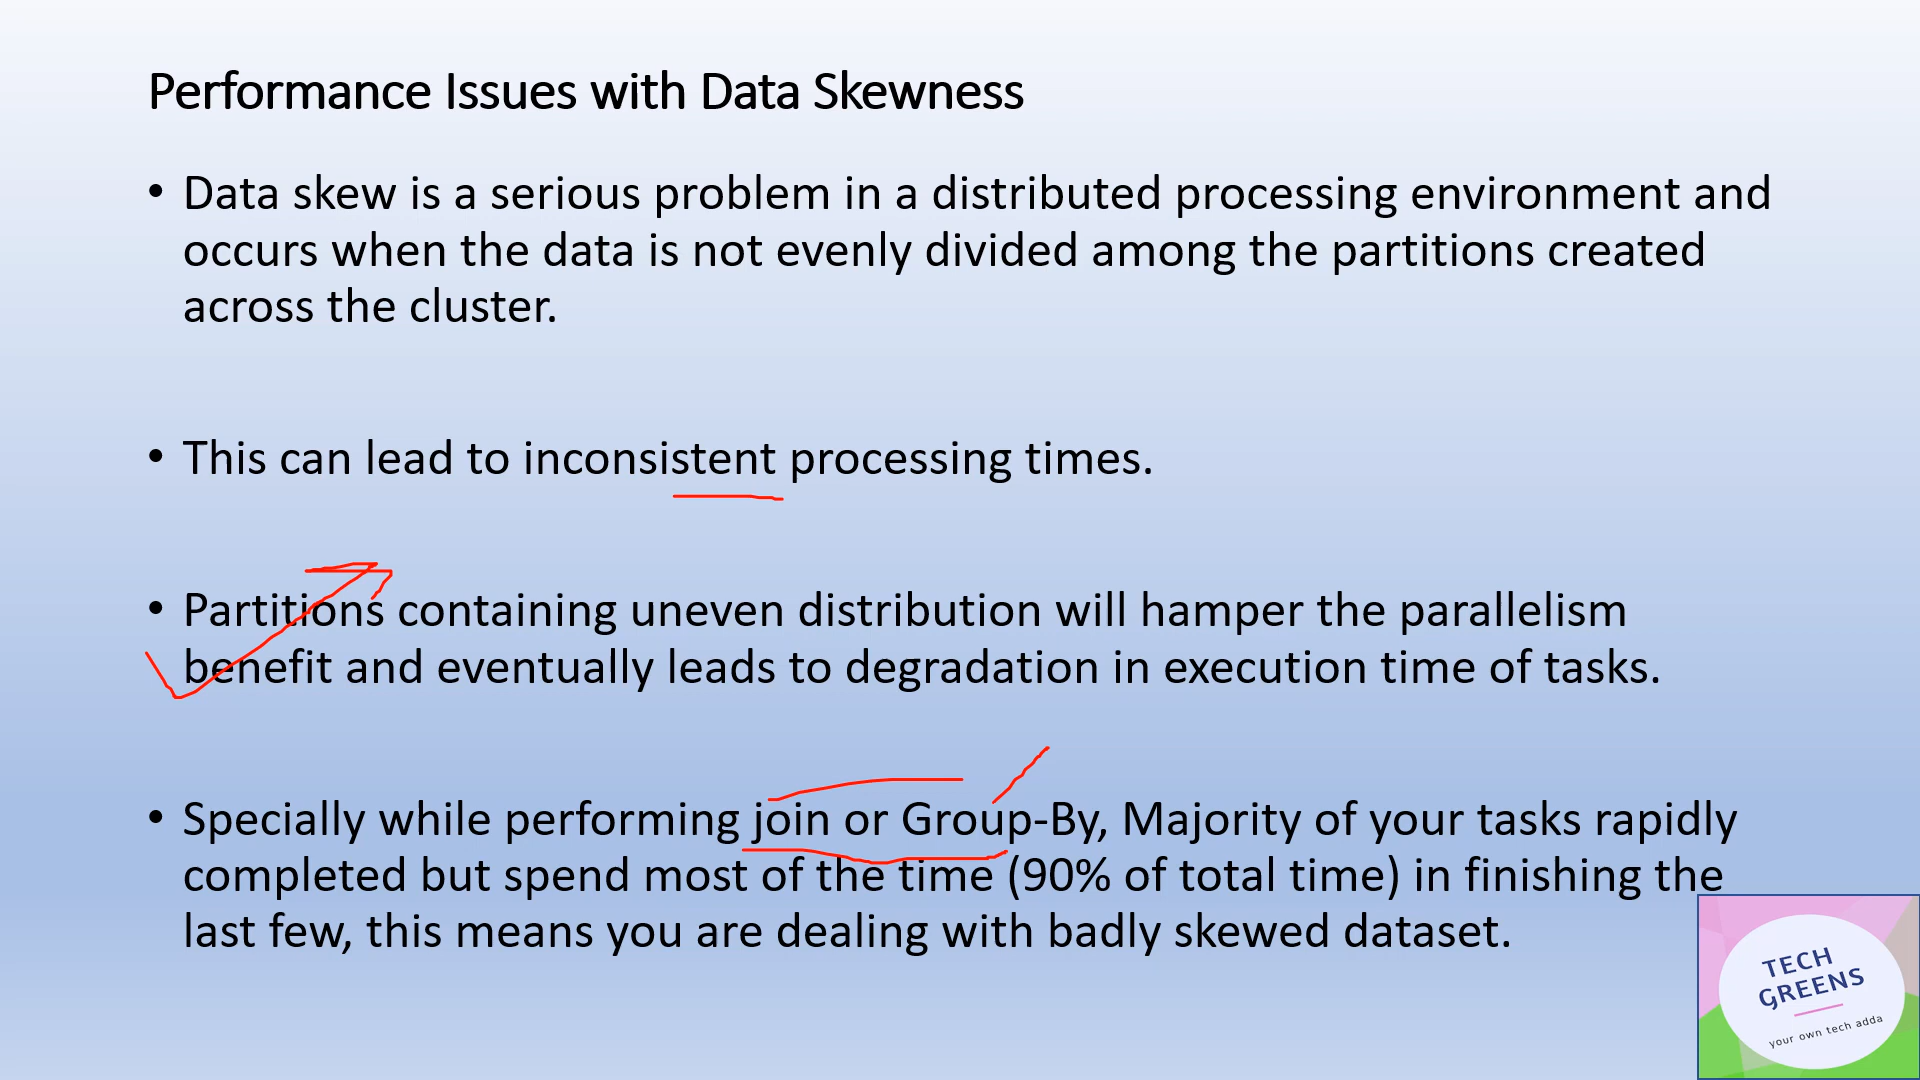 Performance Issues with Data Skewness
• Data skew is a serious problem in a distributed processing environment and
occurs when the data is not evenly divided among the partitions created
across the cluster.
• This can lead to inconsistent processing times.
• Partitions containing uneven distribution will hamper the parallelism
benefit and eventually leads to degradation in execution time of tasks.
• Specially while performing join or Group-By, Majority of your tasks rapidly
completed but spend most of the time (90% of total time) in finishing the
last few, this means you are dealing with badly skewed dataset.
TECH
GREENS
your own tech adda